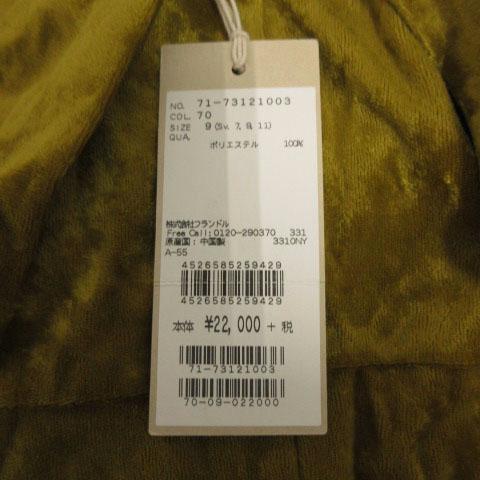 NO. 71-73121003
COL. 70
SIZE 9 (Sv. 7, 9, 11)
QUA.
ポリエステル 100%
株式会社フランドル
Free Call: 0120-290370 331
原産国: 中国製 3310NY
A-55
4526585259429
4526585259429
本体 ¥22,000 + 税
71-73121003
70-09-022000